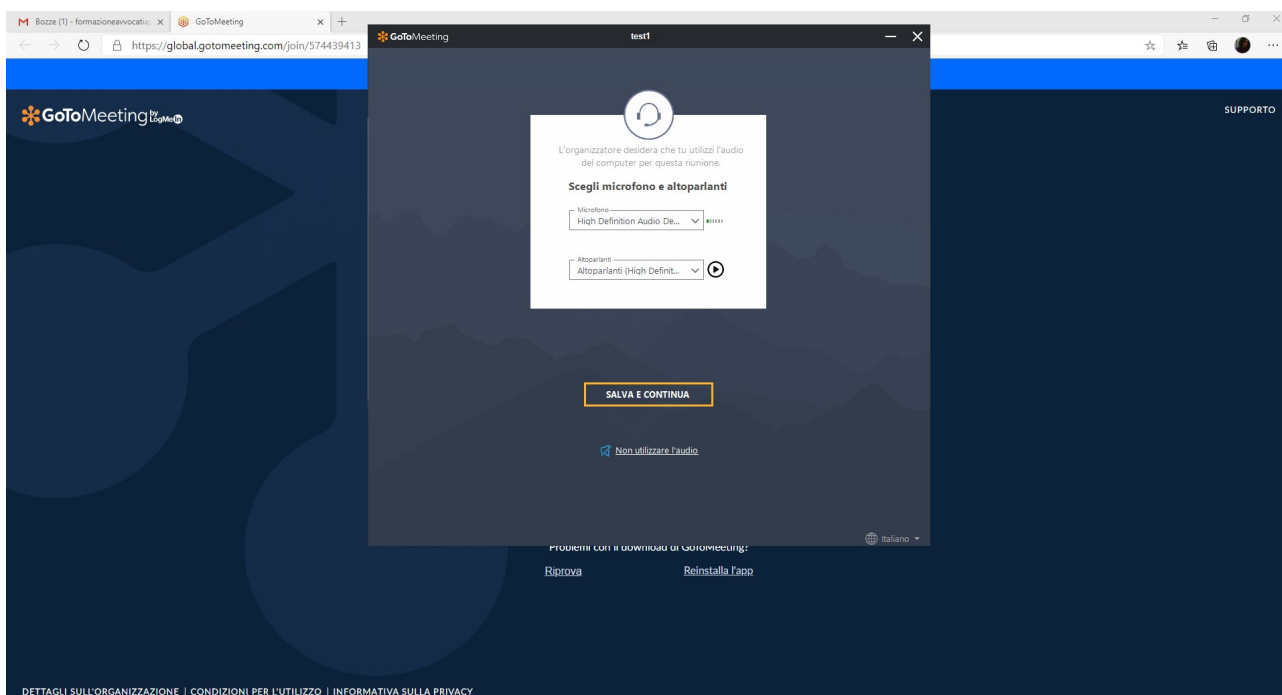 Bozze (1) - formazioneavvocatia
GoToMeeting
https://global.gotomeeting.com/join/574439413
GoToMeeting
test1
GoToMeeting by LogMeIn
SUPPORTO
L'organizzatore desidera che tu utilizzi l'audio
del computer per questa riunione.
Scegli microfono e altoparlanti
Microfono
High Definition Audio De...
Altoparlanti
Altoparlanti (High Definit...
SALVA E CONTINUA
Non utilizzare l'audio
Italiano
Problemi con il download di GoToMeeting?
Riprova
Reinstalla l'app
DETTAGLI SULL'ORGANIZZAZIONE | CONDIZIONI PER L'UTILIZZO | INFORMATIVA SULLA PRIVACY